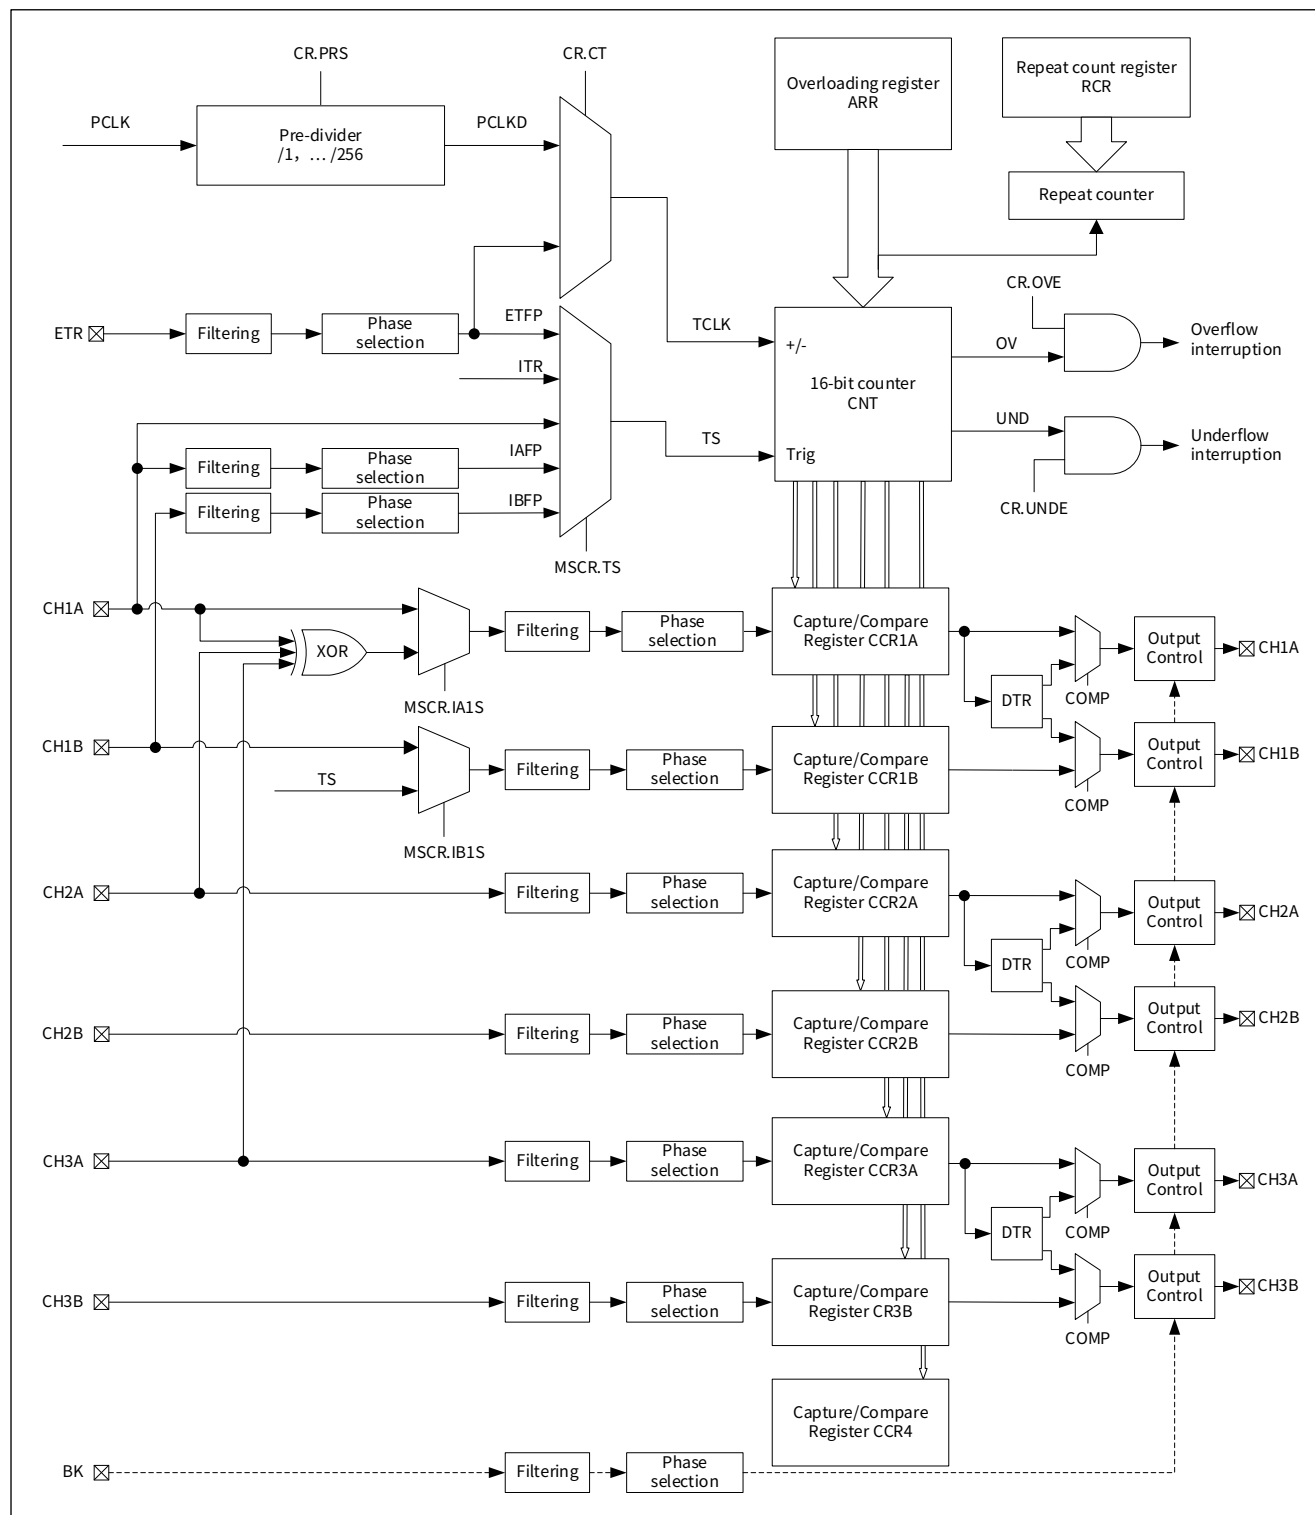 CR.PRS
CR.CT
Overloading register
ARR
Repeat count register
RCR
PCLK
Pre-divider
/1, … /256
PCLKD
Repeat counter
CR.OVE
ETR
Filtering
Phase
selection
ETFP
ITR
TCLK
+/-
16-bit counter
CNT
Trig
OV
Overflow
interruption
UND
Underflow
interruption
CR.UNDE
TS
Filtering
Phase
selection
IAFP
Filtering
Phase
selection
IBFP
MSCR.TS
CH1A
XOR
MSCR.IA1S
Filtering
Phase
selection
Capture/Compare
Register CCR1A
DTR
COMP
Output
Control
CH1A
CH1B
TS
MSCR.IB1S
Filtering
Phase
selection
Capture/Compare
Register CCR1B
COMP
Output
Control
CH1B
CH2A
Filtering
Phase
selection
Capture/Compare
Register CCR2A
DTR
COMP
Output
Control
CH2A
CH2B
Filtering
Phase
selection
Capture/Compare
Register CCR2B
COMP
Output
Control
CH2B
CH3A
Filtering
Phase
selection
Capture/Compare
Register CCR3A
DTR
COMP
Output
Control
CH3A
CH3B
Filtering
Phase
selection
Capture/Compare
Register CR3B
COMP
Output
Control
CH3B
Capture/Compare
Register CCR4
BK
Filtering
Phase
selection